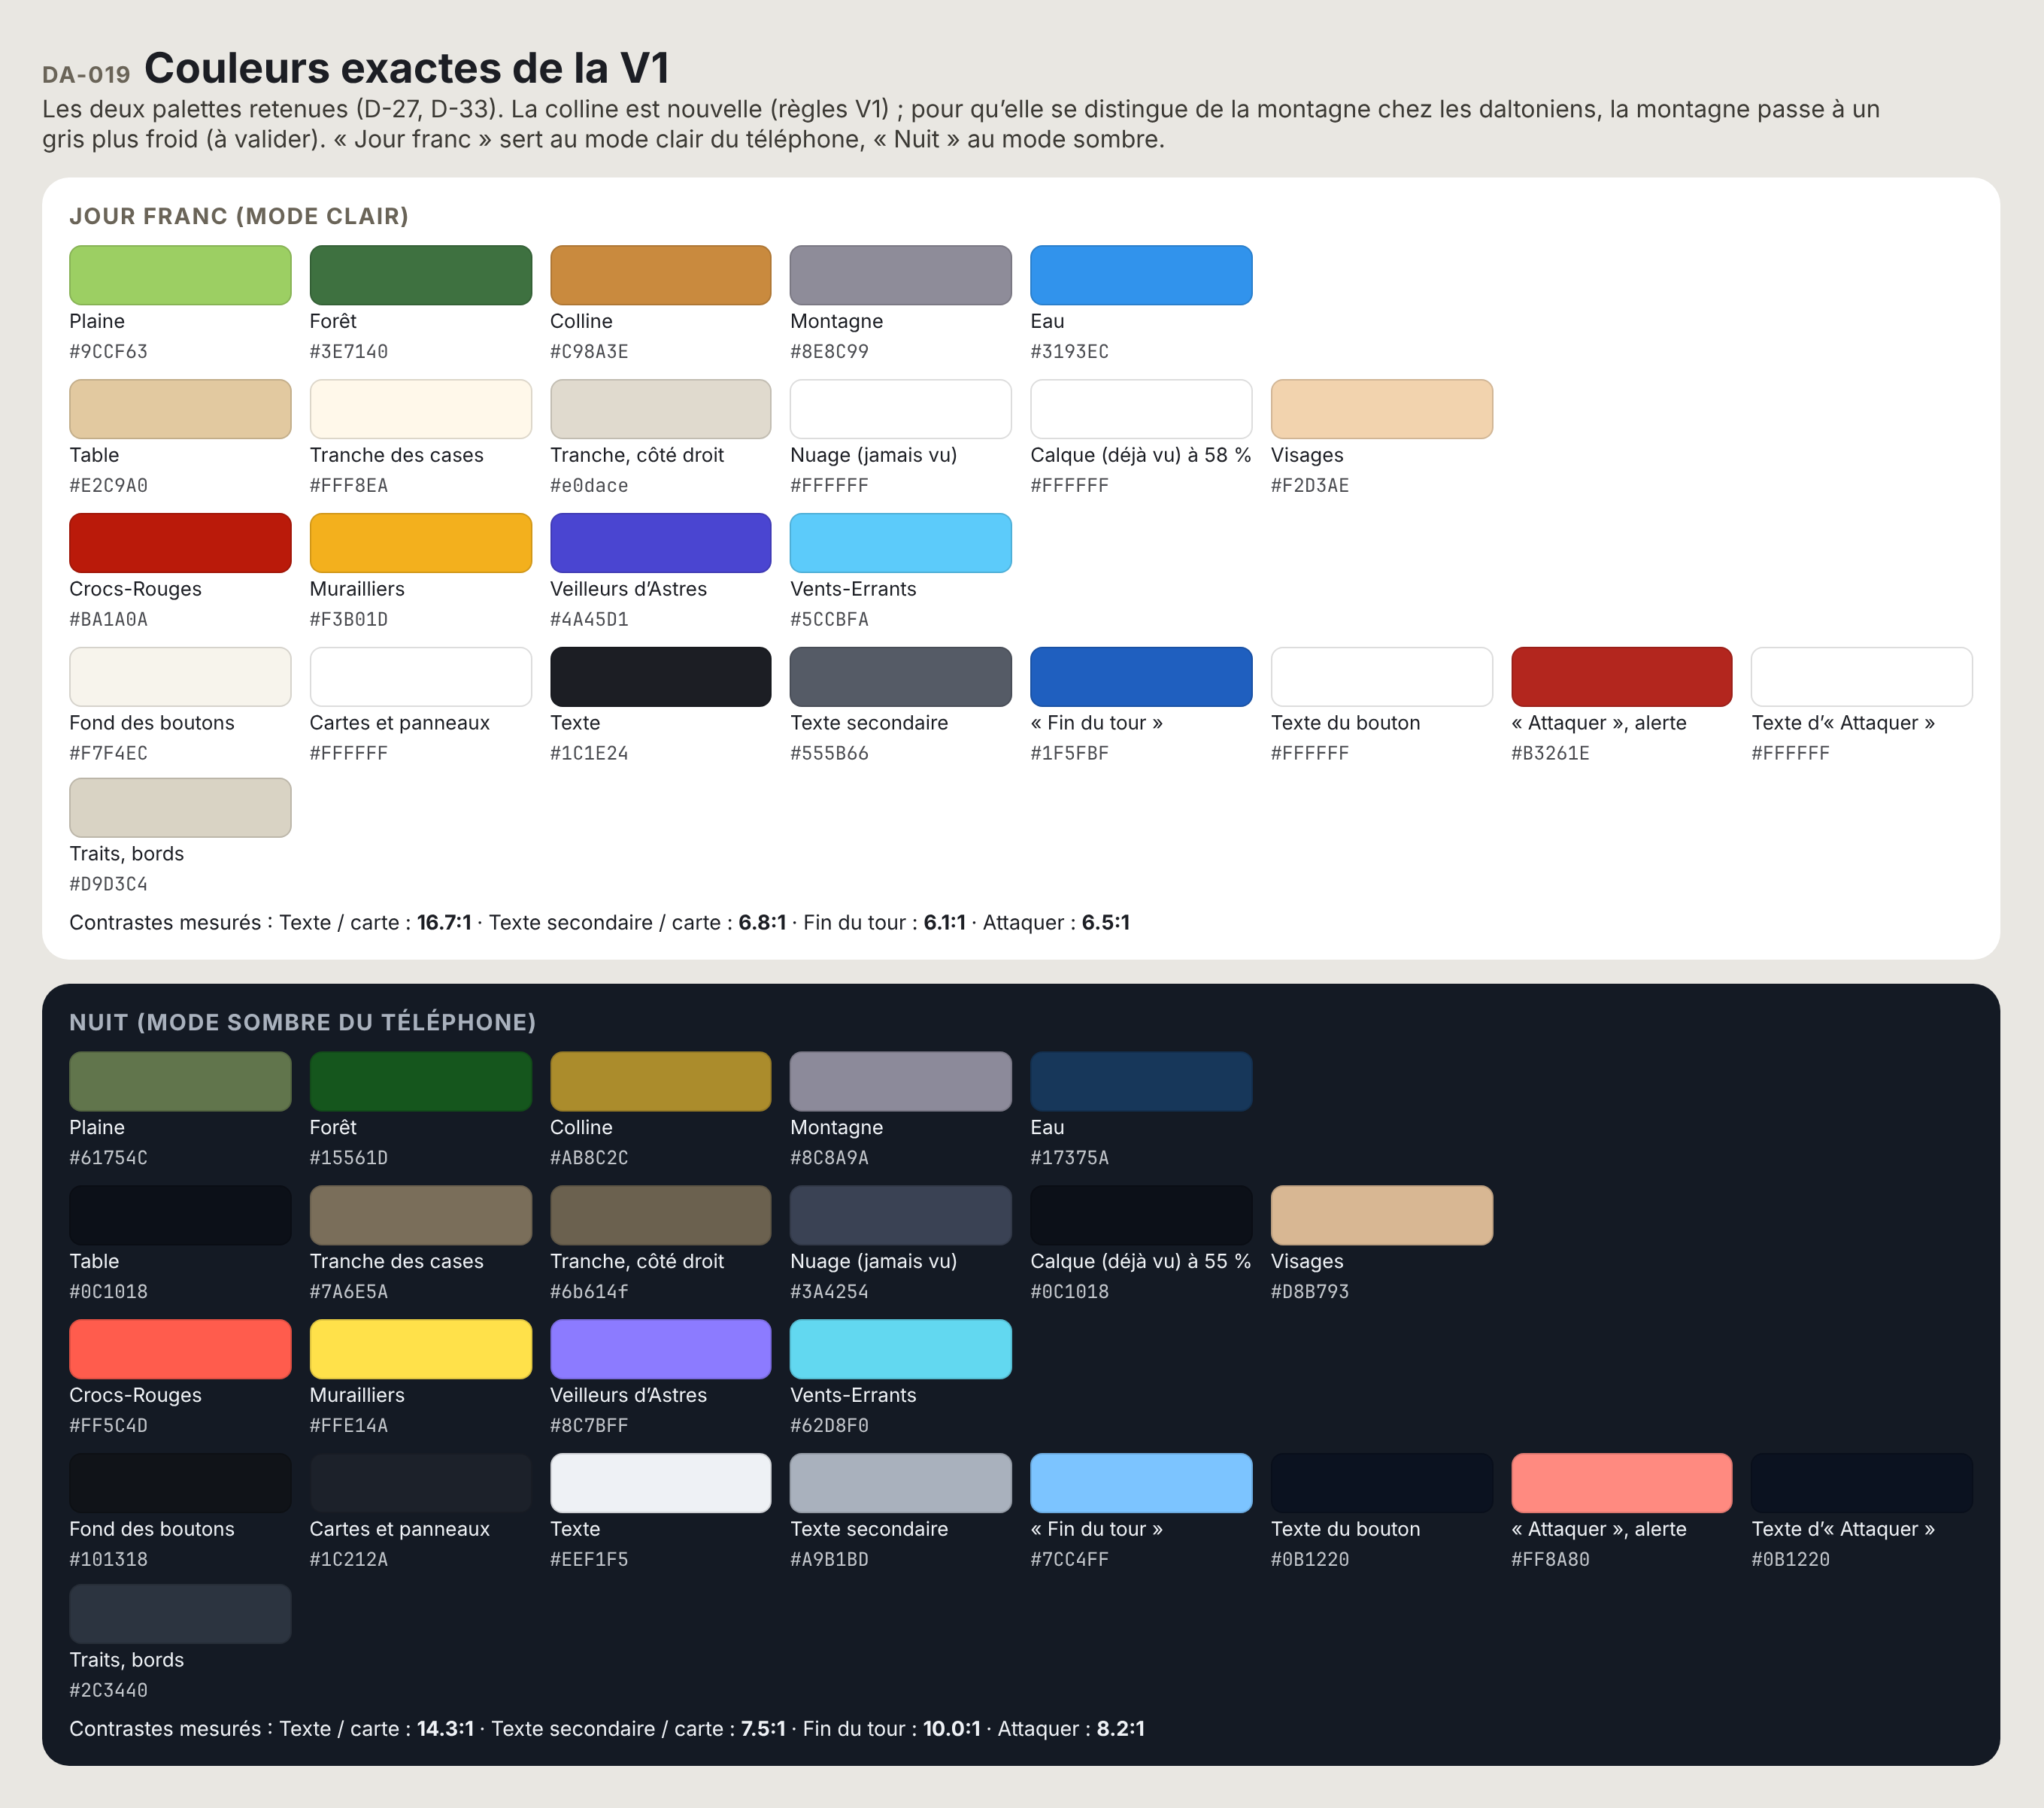 DA-019 Couleurs exactes de la V1
Les deux palettes retenues (D-27, D-33). La colline est nouvelle (règles V1) ; pour qu’elle se distingue de la montagne chez les daltoniens, la montagne passe à un
gris plus froid (à valider). « Jour franc » sert au mode clair du téléphone, « Nuit » au mode sombre.
JOUR FRANC (MODE CLAIR)
Plaine Forêt Colline Montagne Eau
#9CCF63 #3E7140 #C98A3E #8E8C99 #3193EC
Table Tranche des cases Tranche, côté droit Nuage (jamais vu) Calque (déjà vu) à 58 % Visages
#E2C9A0 #FFF8EA #e0dace #FFFFFF #FFFFFF #F2D3AE
Crocs-Rouges Murailliers Veilleurs d’Astres Vents-Errants
#BA1A0A #F3B01D #4A45D1 #5CCBFA
Fond des boutons Cartes et panneaux Texte Texte secondaire « Fin du tour » Texte du bouton « Attaquer », alerte Texte d’« Attaquer »
#F7F4EC #FFFFFF #1C1E24 #555B66 #1F5FBF #FFFFFF #B3261E #FFFFFF
Traits, bords
#D9D3C4
Contrastes mesurés : Texte / carte : 16.7:1 · Texte secondaire / carte : 6.8:1 · Fin du tour : 6.1:1 · Attaquer : 6.5:1
NUIT (MODE SOMBRE DU TÉLÉPHONE)
Plaine Forêt Colline Montagne Eau
#61754C #15561D #AB8C2C #8C8A9A #17375A
Table Tranche des cases Tranche, côté droit Nuage (jamais vu) Calque (déjà vu) à 55 % Visages
#0C1018 #7A6E5A #6b614f #3A4254 #0C1018 #D8B793
Crocs-Rouges Murailliers Veilleurs d’Astres Vents-Errants
#FF5C4D #FFE14A #8C7BFF #62D8F0
Fond des boutons Cartes et panneaux Texte Texte secondaire « Fin du tour » Texte du bouton « Attaquer », alerte Texte d’« Attaquer »
#101318 #1C212A #EEF1F5 #A9B1BD #7CC4FF #0B1220 #FF8A80 #0B1220
Traits, bords
#2C3440
Contrastes mesurés : Texte / carte : 14.3:1 · Texte secondaire / carte : 7.5:1 · Fin du tour : 10.0:1 · Attaquer : 8.2:1